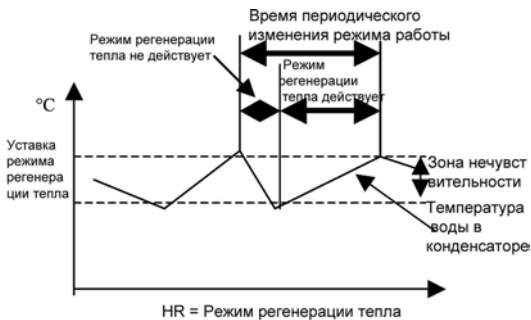 Время периодического
изменения режима работы
Режим регенерации
тепла не действует
Режим
регенерации
тепла действует
°C
Уставка
режима
регенера
ции тепла
Зона нечувст
вительности
Температура
воды в
конденсаторе
HR = Режим регенерации тепла